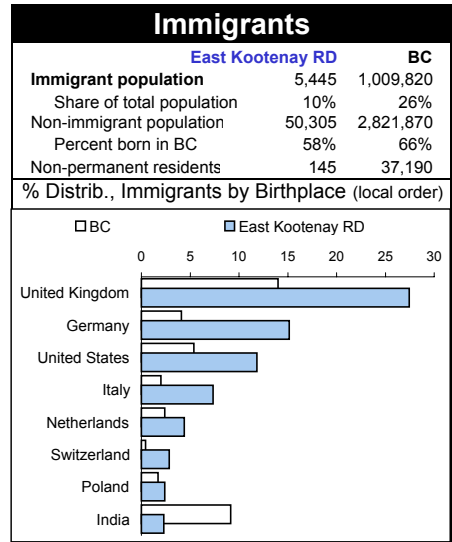 Immigrants
East Kootenay RD BC
Immigrant population 5,445 1,009,820
Share of total population 10% 26%
Non-immigrant population 50,305 2,821,870
Percent born in BC 58% 66%
Non-permanent residents 145 37,190
% Distrib., Immigrants by Birthplace (local order)
BC East Kootenay RD
0 5 10 15 20 25 30
United Kingdom
Germany
United States
Italy
Netherlands
Switzerland
Poland
India